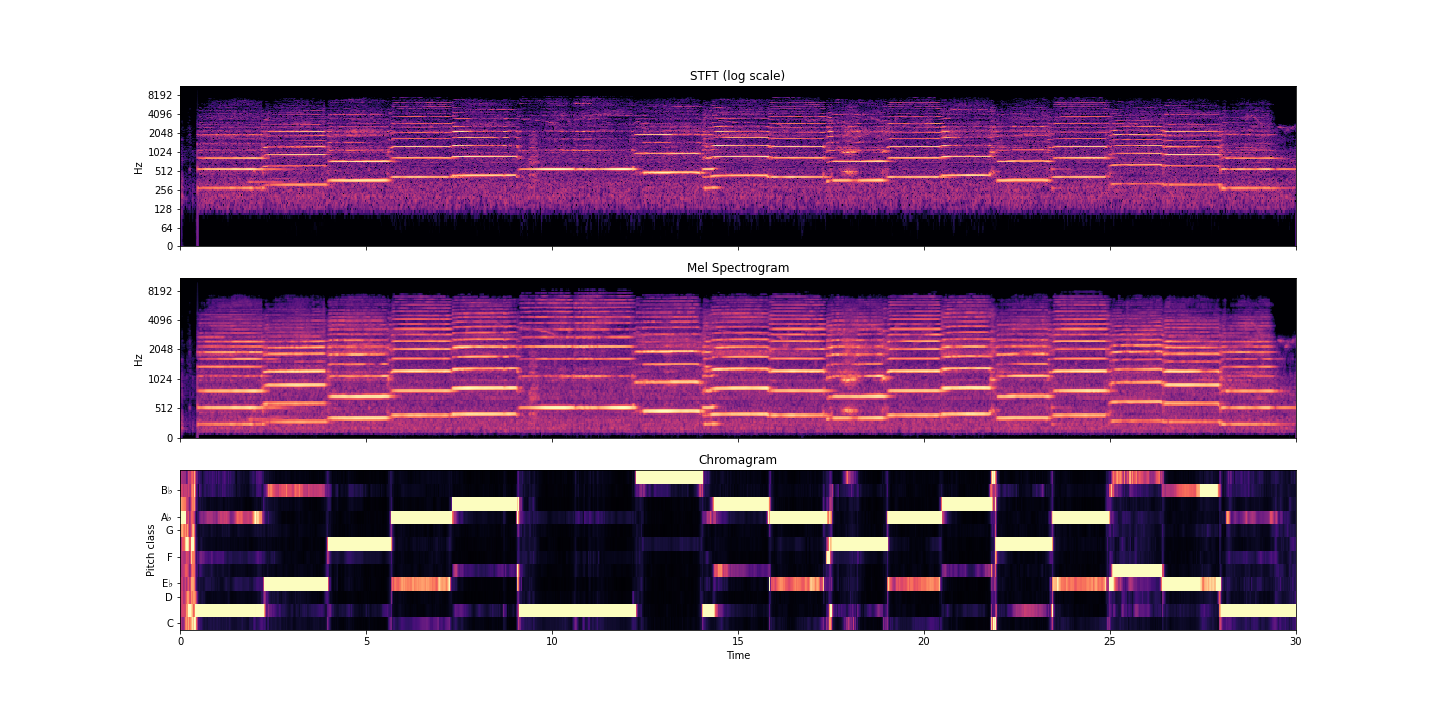 STFT (log scale)
8192
4096
2048
1024
512
256
128
64
0
Hz
Mel Spectrogram
8192
4096
2048
1024
512
0
Hz
Chromagram
B♭
A♭
G
F
E♭
D
C
Pitch class
0 5 10 15 20 25 30
Time